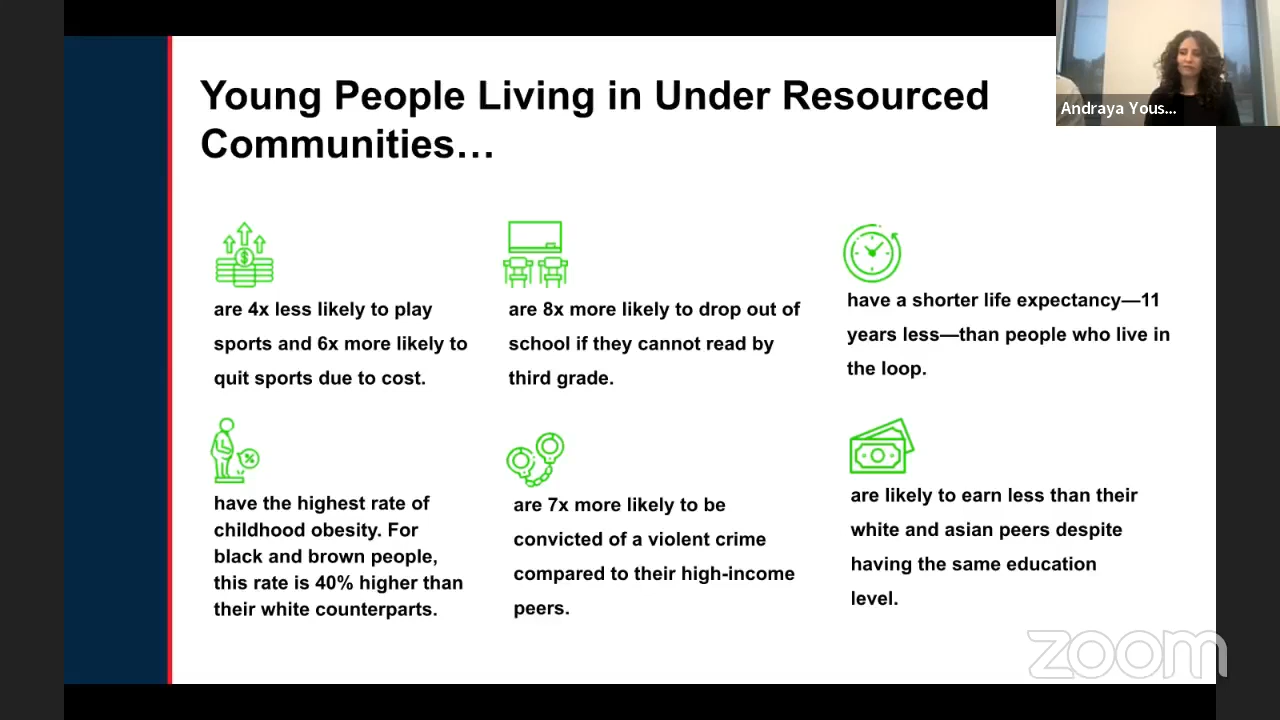 Young People Living in Under Resourced
Communities…
are 4x less likely to play
sports and 6x more likely to
quit sports due to cost.
are 8x more likely to drop out of
school if they cannot read by
third grade.
have a shorter life expectancy—11
years less—than people who live in
the loop.
have the highest rate of
childhood obesity. For
black and brown people,
this rate is 40% higher than
their white counterparts.
are 7x more likely to be
convicted of a violent crime
compared to their high-income
peers.
are likely to earn less than their
white and asian peers despite
having the same education
level.
Andraya Yous...
zoom